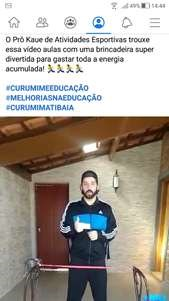 14:44
O Prô Kaue de Atividades Esportivas trouxe
essa vídeo aulas com uma brincadeira super
divertida para gastar toda a energia
acumulada! 🏃🏃🏃🏃
#CURUMIMEEDUCAÇÃO
#MELHORIASNAEDUCAÇÃO
#CURUMIMATIBAIA
adidas